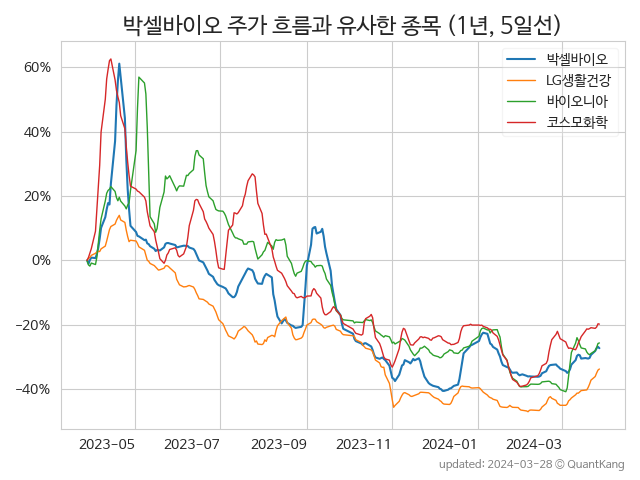 박셀바이오 주가 흐름과 유사한 종목 (1년, 5일선)
박셀바이오
LG생활건강
바이오니아
코스모화학
60%
40%
20%
0%
−20%
−40%
2023-05 2023-07 2023-09 2023-11 2024-01 2024-03
updated: 2024-03-28 © QuantKang